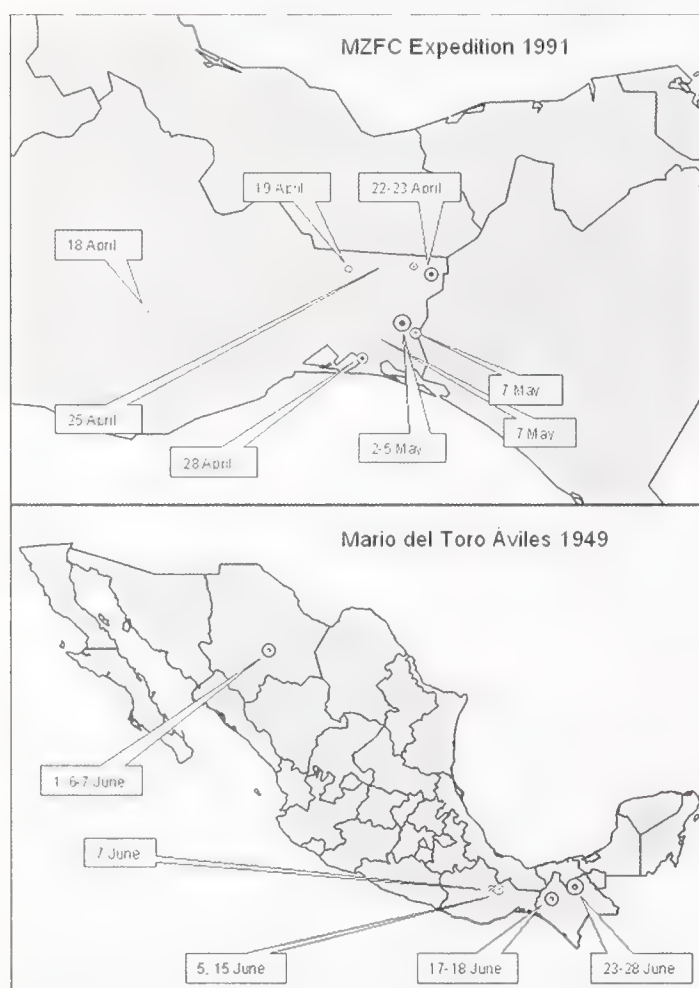 MZFC Expedition 1991
19 April
22-23 April
18 April
7 May
25 April
7 May
28 April
2-5 May
Mario del Toro Áviles 1949
1, 6-7 June
7 June
5, 15 June
17-18 June
23-28 June